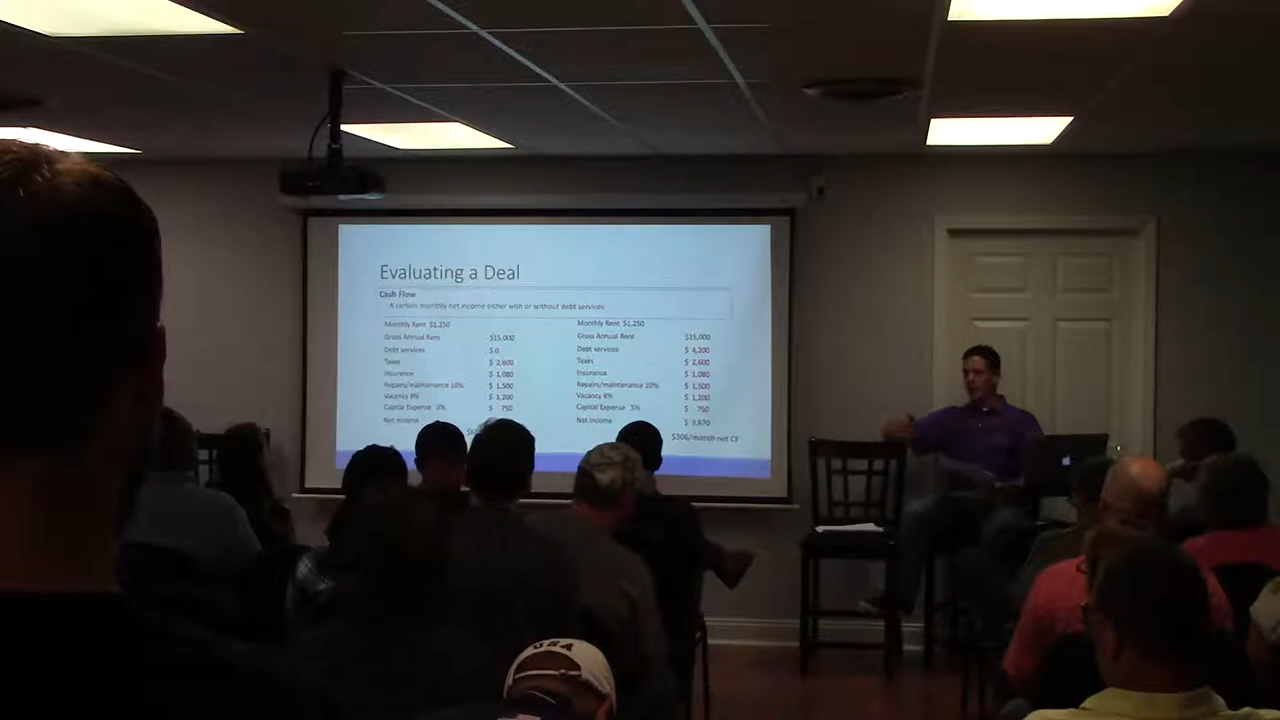 Evaluating a Deal
Cash Flow
A certain monthly net income either with or without debt services
Monthly Rent $1,250
Gross Annual Rent $15,000
Debt services $0
Taxes $ 2,600
Insurance $ 1,080
Repairs/maintenance 10% $ 1,500
Vacancy 8% $ 1,200
Capital Expense 5% $ 750
Net Income
Monthly Rent $1,250
Gross Annual Rent $15,000
Debt services $ 4,200
Taxes $ 2,600
Insurance $ 1,080
Repairs/maintenance 10% $ 1,500
Vacancy 8% $ 1,200
Capital Expense 5% $ 750
Net Income $ 3,670
$306/month net CF
USA